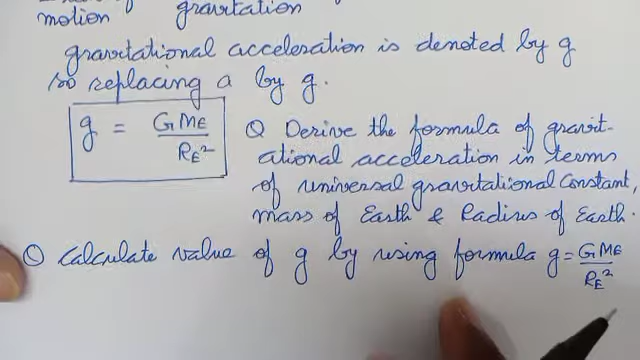 motion of gravitation
gravitational acceleration is denoted by g
so replacing a by g.
g = GME / RE²
Q Derive the formula of gravit-
ational acceleration in terms
of universal gravitational Constant,
mass of Earth & Radius of Earth.
Q Calculate value of g by using formula g = GME / RE²